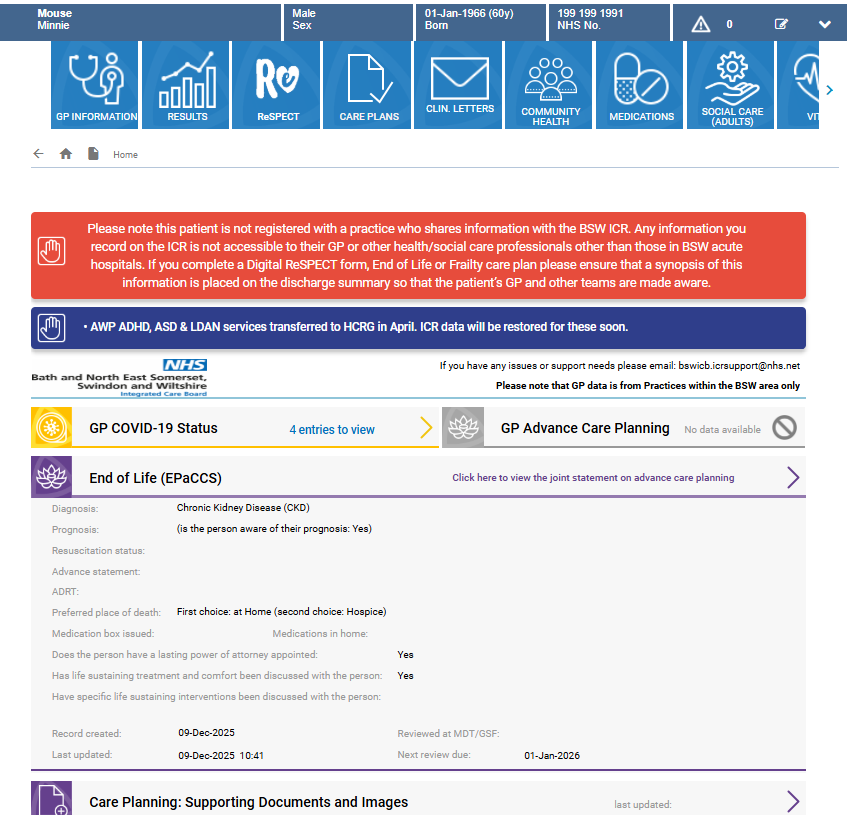 Mouse
Minnie
Male
Sex
01-Jan-1966 (60y)
Born
199 199 1991
NHS No.
0
GP INFORMATION
RESULTS
Re
ReSPECT
CARE PLANS
CLIN. LETTERS
COMMUNITY
HEALTH
MEDICATIONS
SOCIAL CARE
(ADULTS)
VIT
Home
Please note this patient is not registered with a practice who shares information with the BSW ICR. Any information you
record on the ICR is not accessible to their GP or other health/social care professionals other than those in BSW acute
hospitals. If you complete a Digital ReSPECT form, End of Life or Frailty care plan please ensure that a synopsis of this
information is placed on the discharge summary so that the patient's GP and other teams are made aware.
• AWP ADHD, ASD & LDAN services transferred to HCRG in April. ICR data will be restored for these soon.
NHS
Bath and North East Somerset,
Swindon and Wiltshire
Integrated Care Board
If you have any issues or support needs please email: bswicb.icrsupport@nhs.net
Please note that GP data is from Practices within the BSW area only
GP COVID-19 Status 4 entries to view
GP Advance Care Planning No data available
End of Life (EPaCCS) Click here to view the joint statement on advance care planning
Diagnosis: Chronic Kidney Disease (CKD)
Prognosis: (is the person aware of their prognosis: Yes)
Resuscitation status:
Advance statement:
ADRT:
Preferred place of death: First choice: at Home (second choice: Hospice)
Medication box issued: Medications in home:
Does the person have a lasting power of attorney appointed: Yes
Has life sustaining treatment and comfort been discussed with the person: Yes
Have specific life sustaining interventions been discussed with the person:
Record created: 09-Dec-2025 Reviewed at MDT/GSF:
Last updated: 09-Dec-2025 10:41 Next review due: 01-Jan-2026
Care Planning: Supporting Documents and Images last updated: